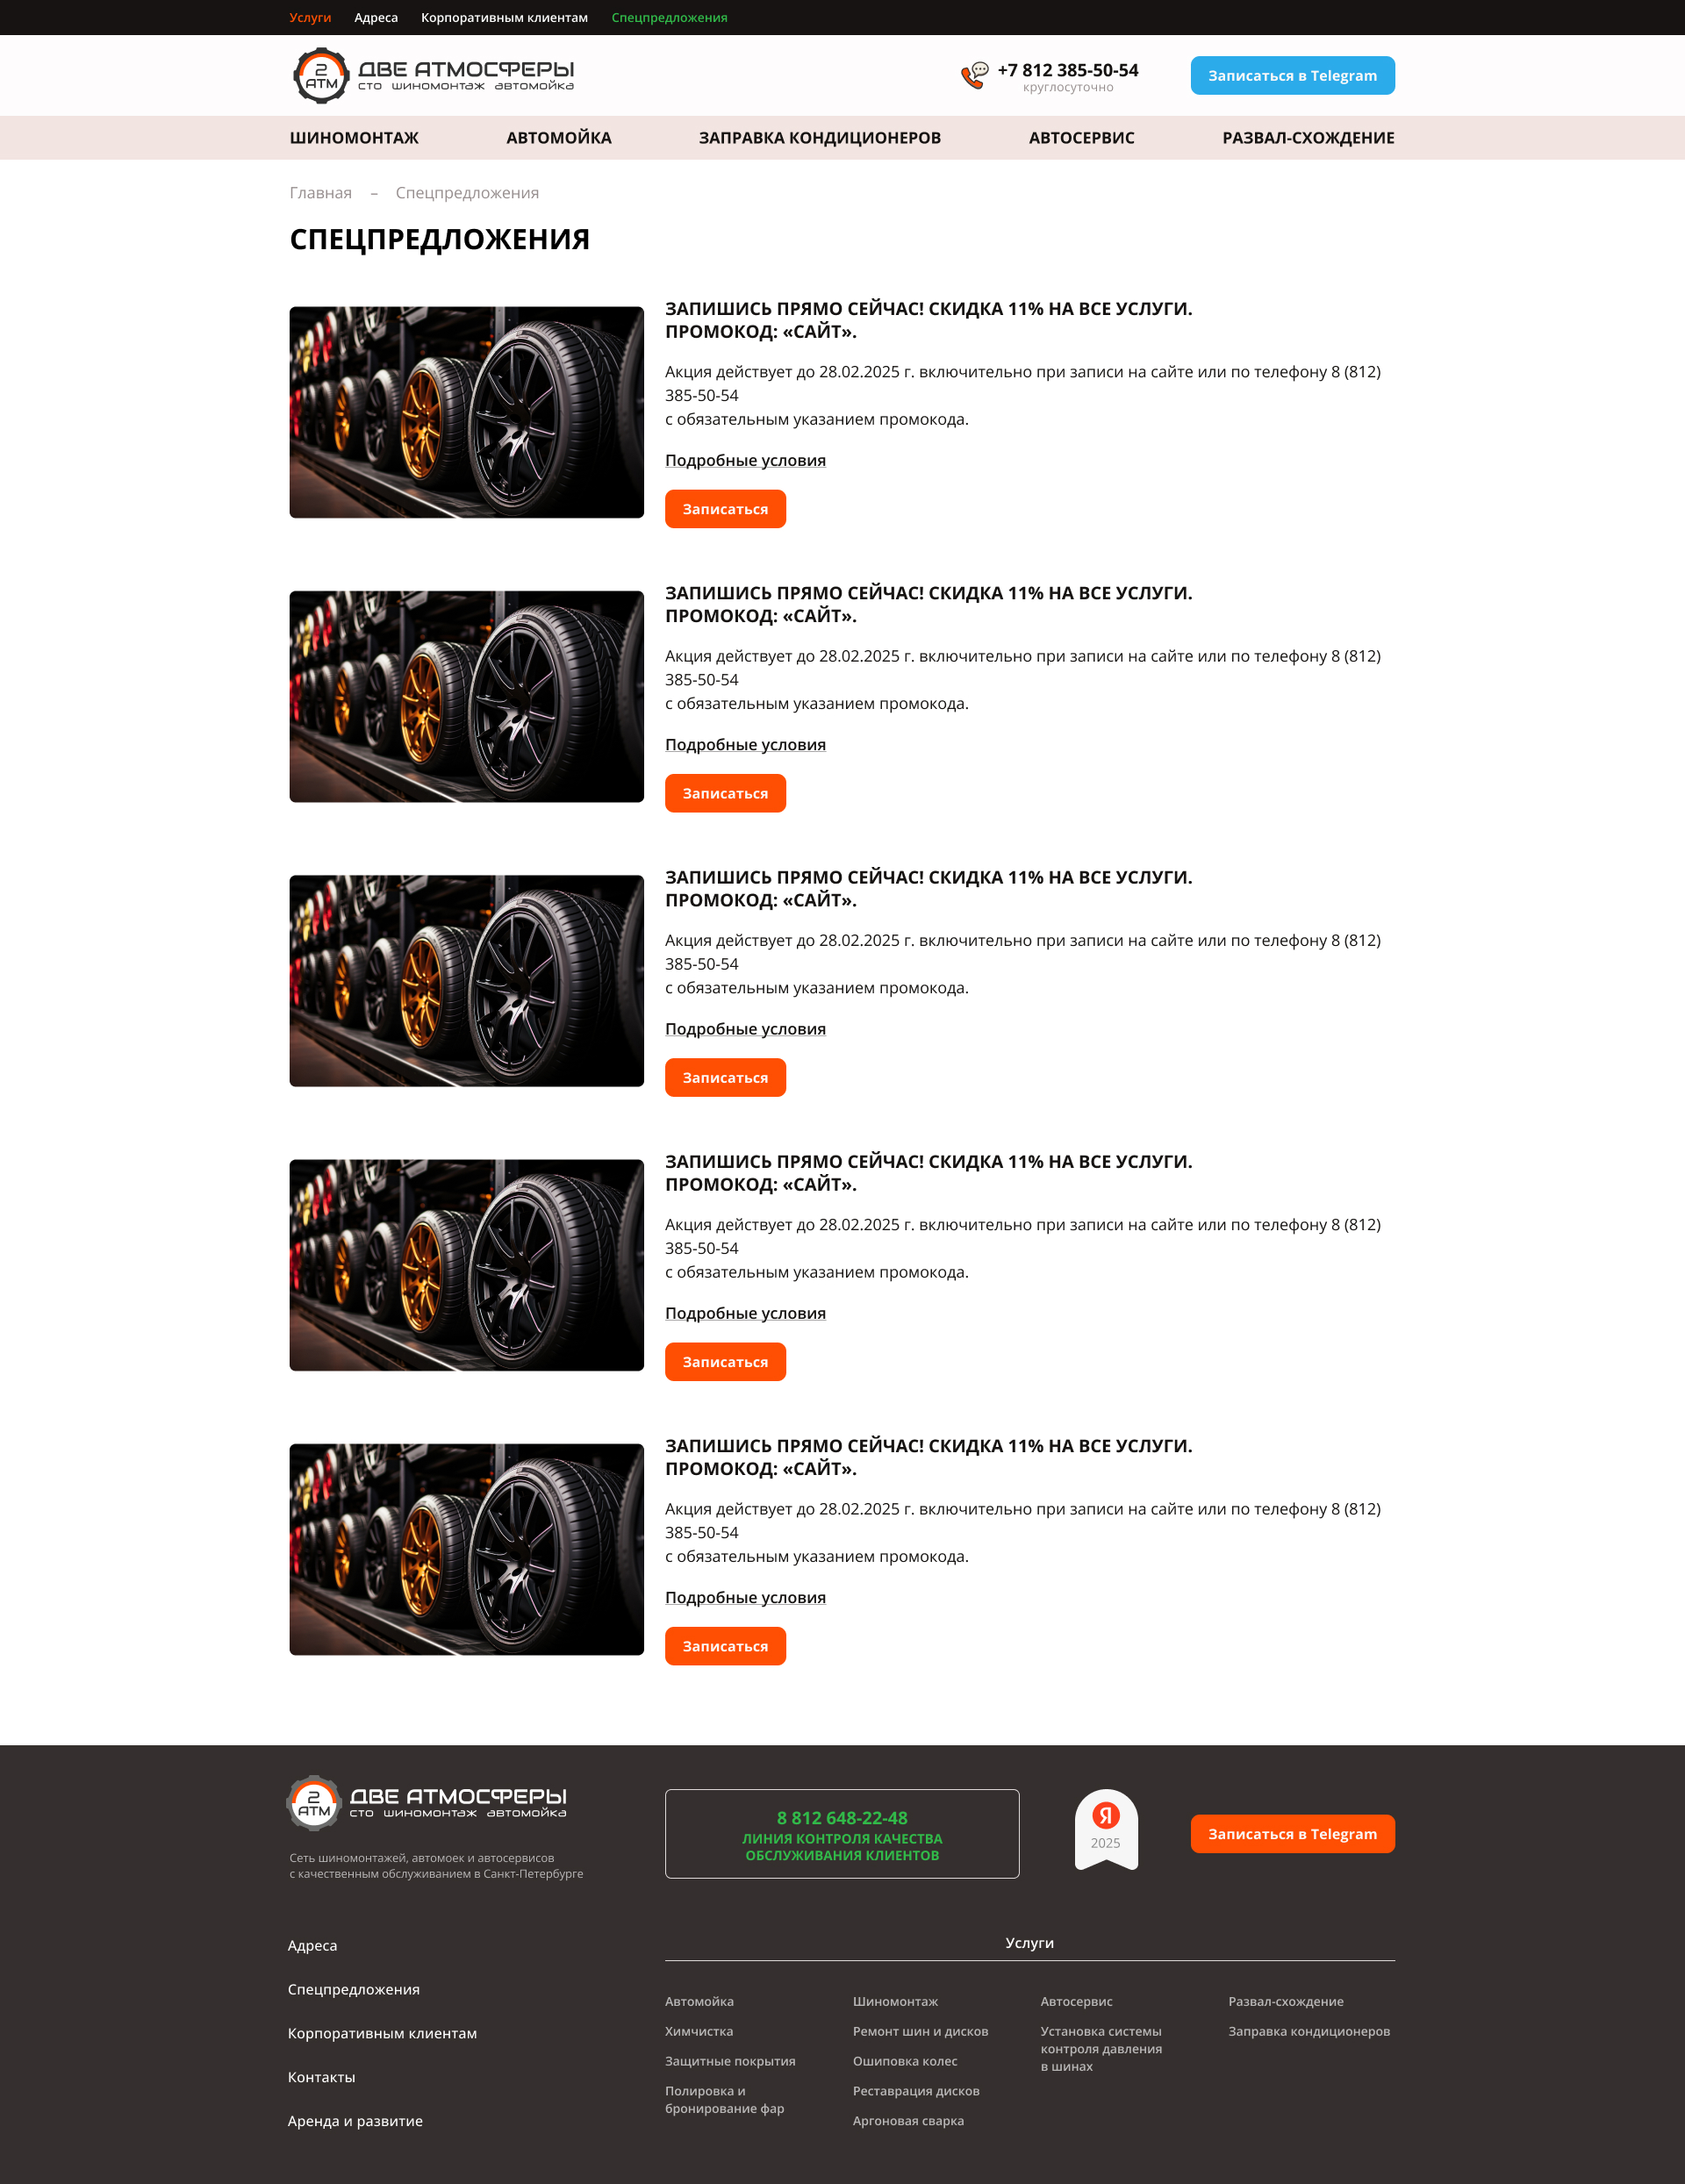 Услуги Адреса Корпоративным клиентам Спецпредложения
2 АТМ
ДВЕ АТМОСФЕРЫ
сто шиномонтаж автомойка
+7 812 385-50-54
круглосуточно
Записаться в Telegram
ШИНОМОНТАЖ АВТОМОЙКА ЗАПРАВКА КОНДИЦИОНЕРОВ АВТОСЕРВИС РАЗВАЛ-СХОЖДЕНИЕ
Главная – Спецпредложения
СПЕЦПРЕДЛОЖЕНИЯ
ЗАПИШИСЬ ПРЯМО СЕЙЧАС! СКИДКА 11% НА ВСЕ УСЛУГИ.
ПРОМОКОД: «САЙТ».
Акция действует до 28.02.2025 г. включительно при записи на сайте или по телефону 8 (812)
385-50-54
с обязательным указанием промокода.
Подробные условия
Записаться
ЗАПИШИСЬ ПРЯМО СЕЙЧАС! СКИДКА 11% НА ВСЕ УСЛУГИ.
ПРОМОКОД: «САЙТ».
Акция действует до 28.02.2025 г. включительно при записи на сайте или по телефону 8 (812)
385-50-54
с обязательным указанием промокода.
Подробные условия
Записаться
ЗАПИШИСЬ ПРЯМО СЕЙЧАС! СКИДКА 11% НА ВСЕ УСЛУГИ.
ПРОМОКОД: «САЙТ».
Акция действует до 28.02.2025 г. включительно при записи на сайте или по телефону 8 (812)
385-50-54
с обязательным указанием промокода.
Подробные условия
Записаться
ЗАПИШИСЬ ПРЯМО СЕЙЧАС! СКИДКА 11% НА ВСЕ УСЛУГИ.
ПРОМОКОД: «САЙТ».
Акция действует до 28.02.2025 г. включительно при записи на сайте или по телефону 8 (812)
385-50-54
с обязательным указанием промокода.
Подробные условия
Записаться
ЗАПИШИСЬ ПРЯМО СЕЙЧАС! СКИДКА 11% НА ВСЕ УСЛУГИ.
ПРОМОКОД: «САЙТ».
Акция действует до 28.02.2025 г. включительно при записи на сайте или по телефону 8 (812)
385-50-54
с обязательным указанием промокода.
Подробные условия
Записаться
2 АТМ
ДВЕ АТМОСФЕРЫ
сто шиномонтаж автомойка
Сеть шиномонтажей, автомоек и автосервисов
с качественным обслуживанием в Санкт-Петербурге
8 812 648-22-48
ЛИНИЯ КОНТРОЛЯ КАЧЕСТВА
ОБСЛУЖИВАНИЯ КЛИЕНТОВ
Я
2025
Записаться в Telegram
Адреса
Спецпредложения
Корпоративным клиентам
Контакты
Аренда и развитие
Услуги
Автомойка
Химчистка
Защитные покрытия
Полировка и
бронирование фар
Шиномонтаж
Ремонт шин и дисков
Ошиповка колес
Реставрация дисков
Аргоновая сварка
Автосервис
Установка системы
контроля давления
в шинах
Развал-схождение
Заправка кондиционеров